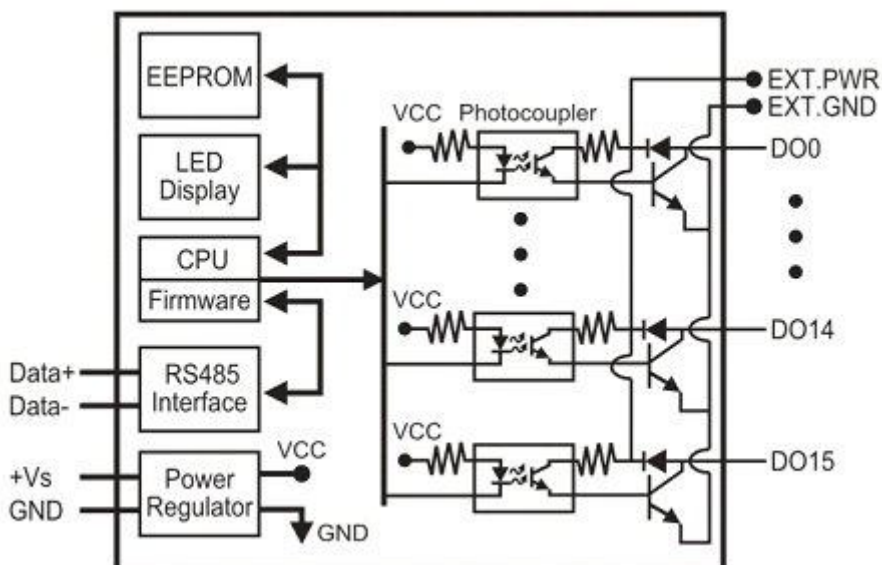 EEPROM
LED
Display
CPU
Firmware
RS485
Interface
Power
Regulator
Data+
Data-
+Vs
GND
VCC
GND
VCC
Photocoupler
VCC
VCC
EXT.PWR
EXT.GND
DO0
DO14
DO15